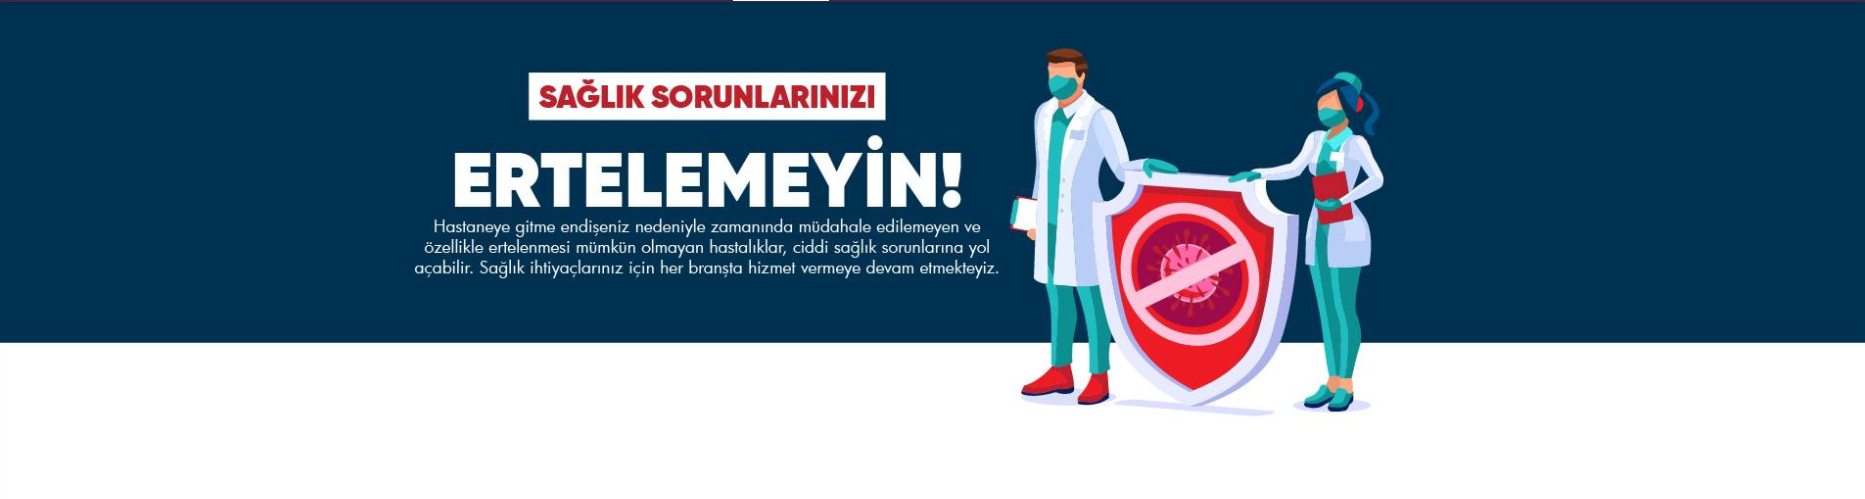 SAĞLIK SORUNLARINIZI
ERTELEMEYİN!
Hastaneye gitme endişeniz nedeniyle zamanında müdahale edilemeyen ve
özellikle ertelenmesi mümkün olmayan hastalıklar, ciddi sağlık sorunlarına yol
açabilir. Sağlık ihtiyaçlarınız için her branşta hizmet vermeye devam etmekteyiz.